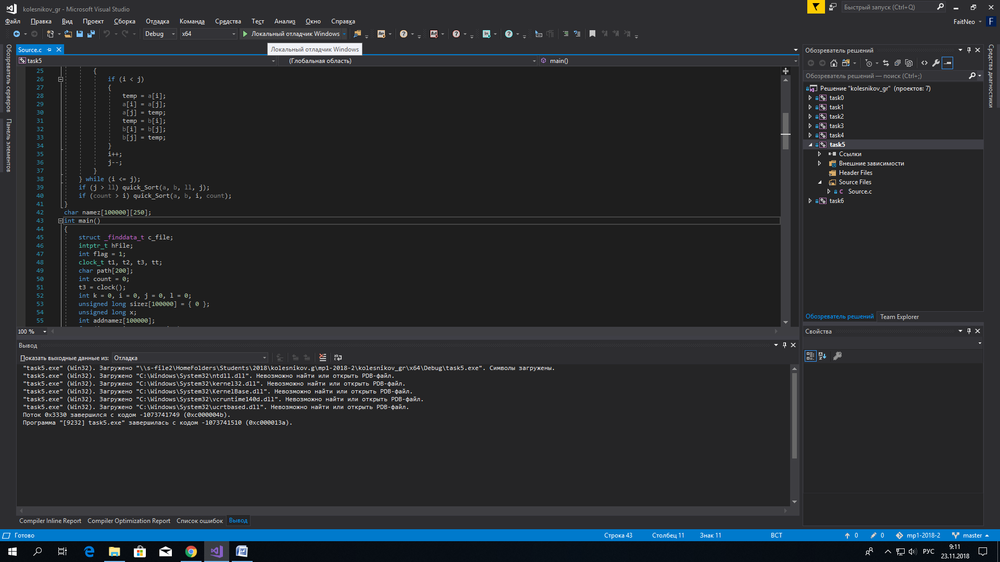 kolesnikov_gr - Microsoft Visual Studio
Быстрый запуск (Ctrl+Q)
Файл Правка Вид Проект Сборка Отладка Команда Средства Тест Анализ Окно Справка
FaitNeo F
Debug x64 Локальный отладчик Windows
Локальный отладчик Windows
Обозреватель серверов
Панель элементов
Source.c
task5 (Глобальная область) main()
25 {
26 if (i < j)
27 {
28 temp = a[i];
29 a[i] = a[j];
30 a[j] = temp;
31 temp = b[i];
32 b[i] = b[j];
33 b[j] = temp;
34 }
35 i++;
36 j--;
37 }
38 } while (i <= j);
39 if (j > ll) quick_Sort(a, b, ll, j);
40 if (count > i) quick_Sort(a, b, i, count);
41 }
42 char namez[100000][250];
43 int main()
44 {
45 struct _finddata_t c_file;
46 intptr_t hFile;
47 int flag = 1;
48 clock_t t1, t2, t3, tt;
49 char path[200];
50 int count = 0;
51 t3 = clock();
52 int k = 0, i = 0, j = 0, l = 0;
53 unsigned long sizez[100000] = { 0 };
54 unsigned long x;
55 int addnamez[100000];
100 %
Вывод
Показать выходные данные из: Отладка
"task5.exe" (Win32). Загружено "\\s-file2\HomeFolders\Students\2018\kolesnikov.g\mp1-2018-2\kolesnikov_gr\x64\Debug\task5.exe". Символы загружены.
"task5.exe" (Win32). Загружено "C:\Windows\System32\ntdll.dll". Невозможно найти или открыть PDB-файл.
"task5.exe" (Win32). Загружено "C:\Windows\System32\kernel32.dll". Невозможно найти или открыть PDB-файл.
"task5.exe" (Win32). Загружено "C:\Windows\System32\KernelBase.dll". Невозможно найти или открыть PDB-файл.
"task5.exe" (Win32). Загружено "C:\Windows\System32\vcruntime140d.dll". Невозможно найти или открыть PDB-файл.
"task5.exe" (Win32). Загружено "C:\Windows\System32\ucrtbased.dll". Невозможно найти или открыть PDB-файл.
Поток 0x3330 завершился с кодом -1073741749 (0xc000004b).
Программа "[9232] task5.exe" завершилась с кодом -1073741510 (0xc000013a).
Compiler Inline Report Compiler Optimization Report Список ошибок Вывод
Обозреватель решений
Обозреватель решений — поиск (Ctrl+;)
Решение "kolesnikov_gr" (проектов: 7)
task0
task1
task2
task3
task4
task5
Ссылки
Внешние зависимости
Header Files
Source Files
Source.c
task6
Обозреватель решений Team Explorer
Свойства
Средства диагностики
Готово Строка 43 Столбец 11 Знак 11 ВСТ 0 0 mp1-2018-2 master
РУС
9:11
23.11.2018